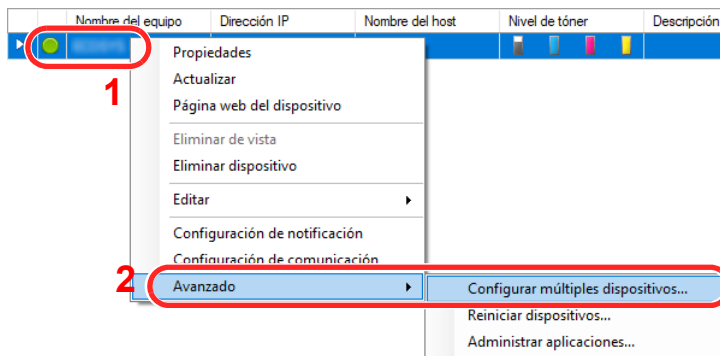 Nombre del equipo Dirección IP Nombre del host Nivel de tóner Descripción
1
Propiedades
Actualizar
Página web del dispositivo
Eliminar de vista
Eliminar dispositivo
Editar
Configuración de notificación
Configuración de comunicación
2
Avanzado
Configurar múltiples dispositivos...
Reiniciar dispositivos...
Administrar aplicaciones...